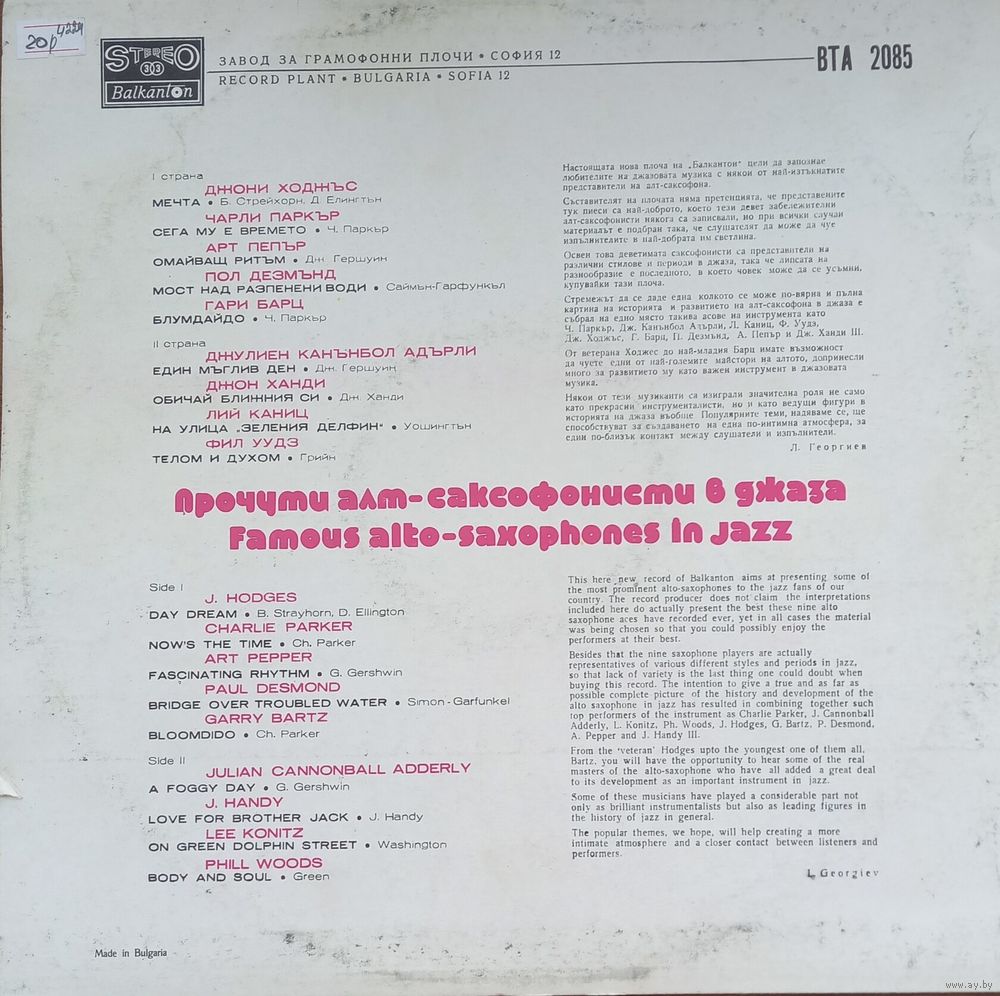 20р 4224
STEREO
303
Balkanton
ЗАВОД ЗА ГРАМОФОННИ ПЛОЧИ • СОФИЯ 12
RECORD PLANT • BULGARIA • SOFIA 12
ВТА 2085
I страна
ДЖОНИ ХОДЖЪС
МЕЧТА • Б. Стрейхорн, Д. Елингтън
ЧАРЛИ ПАРКЪР
СЕГА МУ Е ВРЕМЕТО • Ч. Паркър
АРТ ПЕПЪР
ОМАЙВАЩ РИТЪМ • Дж. Гершуин
ПОЛ ДЕЗМЪНД
МОСТ НАД РАЗПЕНЕНИ ВОДИ • Саймън-Гарфункъл
ГАРИ БАРЦ
БЛУМДАЙДО • Ч. Паркър
II страна
ДЖУЛИЕН КАНЪНБОЛ АДЪРЛИ
ЕДИН МЪГЛИВ ДЕН • Дж. Гершуин
ДЖОН ХАНДИ
ОБИЧАЙ БЛИЖНИЯ СИ • Дж. Ханди
ЛИЙ КАНИЦ
НА УЛИЦА „ЗЕЛЕНИЯ ДЕЛФИН“ • Уошингтън
ФИЛ УУДЗ
ТЕЛОМ И ДУХОМ • Грийн
Настоящата нова плоча на „Балкантон“ цели да запознае
любителите на джазовата музика с някои от най-изтъкнатите
представители на алт-саксофона.
Съставителят на плочата няма претенцията, че представените
тук пиеси са най-доброто, което тези девет забележителни
алт-саксофонисти някога са записвали, но при всички случаи
материалът е подбран така, че слушателят да може да чуе
изпълнителите в най-добрата им светлина.
Освен това деветимата саксофонисти са представители на
различни стилове и периоди в джаза, така че липсата на
разнообразие е последното, в което човек може да се усъмни,
купувайки тази плоча.
Стремежът да се даде една колкото се може по-вярна и пълна
картина на историята и развитието на алт-саксофона в джаза е
събрал на едно място такива асове на инструмента като
Ч. Паркър, Дж. Канънбол Адърли, Л. Каниц, Ф. Уудз,
Дж. Ходжъс, Г. Барц, П. Дезмънд, А. Пепър и Дж. Ханди III.
От ветерана Ходжес до най-младия Барц имате възможност
да чуете едни от най-големите майстори на алтото, допринесли
много за развитието му като важен инструмент в джазовата
музика.
Някои от тези музиканти са изиграли значителна роля не само
като прекрасни инструменталисти, но и като ведущи фигури в
историята на джаза въобще. Популярните теми, надяваме се, ще
способствуват за създаването на една по-интимна атмосфера, за
един по-близък контакт между слушатели и изпълнители.
Л. Георгиев
Прочути алт-саксофонисти в джаза
Famous alto-saxophones in Jazz
Side I
J. HODGES
DAY DREAM • B. Strayhorn, D. Ellington
CHARLIE PARKER
NOW'S THE TIME • Ch. Parker
ART PEPPER
FASCINATING RHYTHM • G. Gershwin
PAUL DESMOND
BRIDGE OVER TROUBLED WATER • Simon - Garfunkel
GARRY BARTZ
BLOOMDIDO • Ch. Parker
Side II
JULIAN CANNONBALL ADDERLY
A FOGGY DAY • G. Gershwin
J. HANDY
LOVE FOR BROTHER JACK • J. Handy
LEE KONITZ
ON GREEN DOLPHIN STREET • Washington
PHILL WOODS
BODY AND SOUL • Green
This here new record of Balkanton aims at presenting some of
the most prominent alto-saxophones to the jazz fans of our
country. The record producer does not claim the interpretations
included here do actually present the best these nine alto
saxophone aces have recorded ever, yet in all cases the material
was being chosen so that you could possibly enjoy the
performers at their best.
Besides that the nine saxophone players are actually
representatives of various different styles and periods in jazz,
so that lack of variety is the last thing one could doubt when
buying this record. The intention to give a true and as far as
possible complete picture of the history and development of the
alto saxophone in jazz has resulted in combining together such
top performers of the instrument as Charlie Parker, J. Cannonball
Adderly, L. Konitz, Ph. Woods, J. Hodges, G. Bartz, P. Desmond,
A. Pepper and J. Handy III.
From the 'veteran' Hodges upto the youngest one of them all,
Bartz, you will have the opportunity to hear some of the real
masters of the alto-saxophone who have all added a great deal
to its development as an important instrument in jazz.
Some of these musicians have played a considerable part not
only as brilliant instrumentalists but also as leading figures in
the history of jazz in general.
The popular themes, we hope, will help creating a more
intimate atmosphere and a closer contact between listeners and
performers.
L Georgiev
Made in Bulgaria
www.ay.by